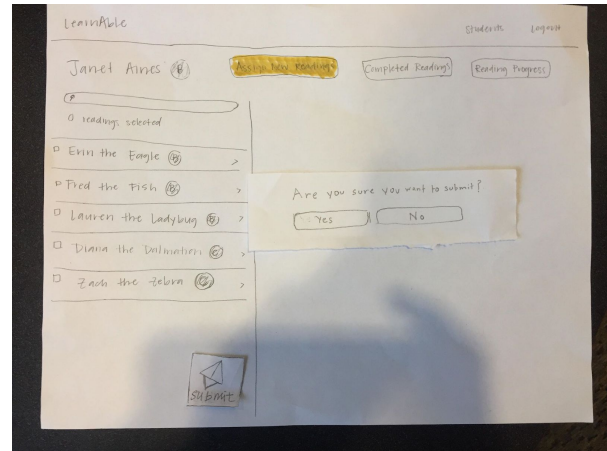 LearnAble
Students Logout
Janet Aines B
Assign New Readings Completed Readings Reading Progress
0 readings selected
Erin the Eagle B >
Fred the Fish B >
Lauren the Ladybug B >
Diana the Dalmatian C >
Zach the Zebra C >
Are you sure you want to submit?
Yes No
submit